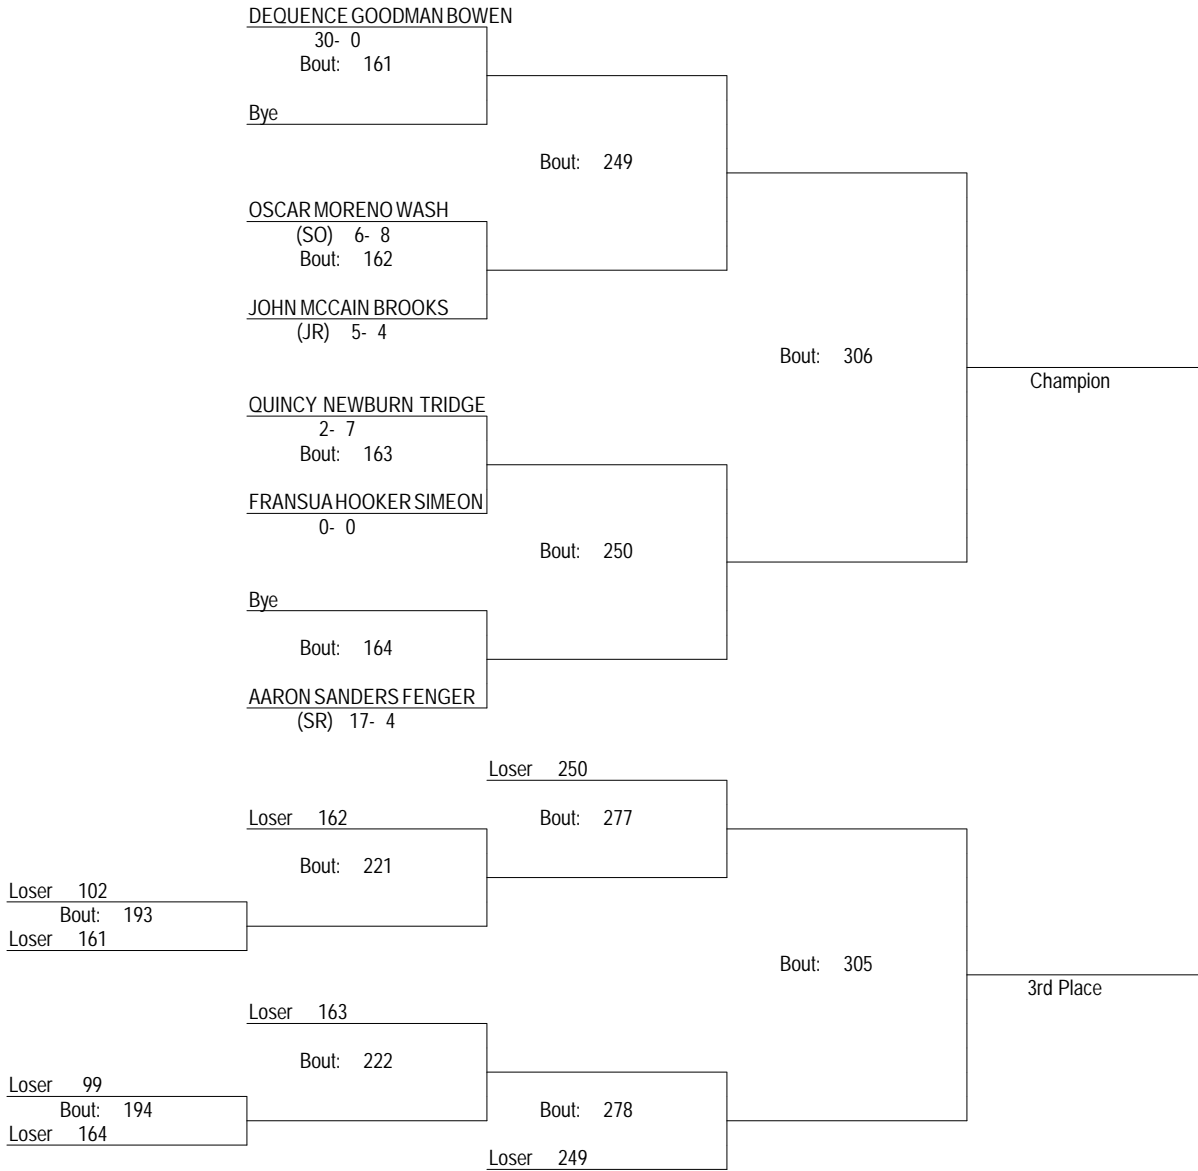 DEQUENCE GOODMAN BOWEN
30- 0
Bout: 161
Bye
Bout: 249
OSCAR MORENO WASH
(SO) 6- 8
Bout: 162
JOHN MCCAIN BROOKS
(JR) 5- 4
Bout: 306
Champion
QUINCY NEWBURN TRIDGE
2- 7
Bout: 163
FRANSUA HOOKER SIMEON
0- 0
Bout: 250
Bye
Bout: 164
AARON SANDERS FENGER
(SR) 17- 4
Loser 250
Loser 162
Bout: 277
Bout: 221
Loser 102
Bout: 193
Loser 161
Bout: 305
3rd Place
Loser 163
Bout: 222
Loser 99
Bout: 194
Bout: 278
Loser 164
Loser 249